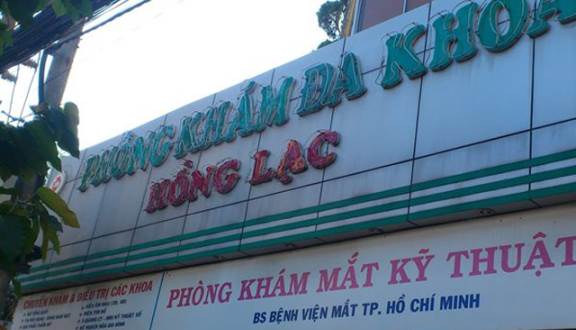 PHÒNG KHÁM ĐA KHOA
HỒNG LẠC
CHUYÊN KHÁM & ĐIỀU TRỊ CÁC KHOA
PHÒNG KHÁM MẮT KỸ THUẬT
BS BỆNH VIỆN MẮT TP. HỒ CHÍ MINH